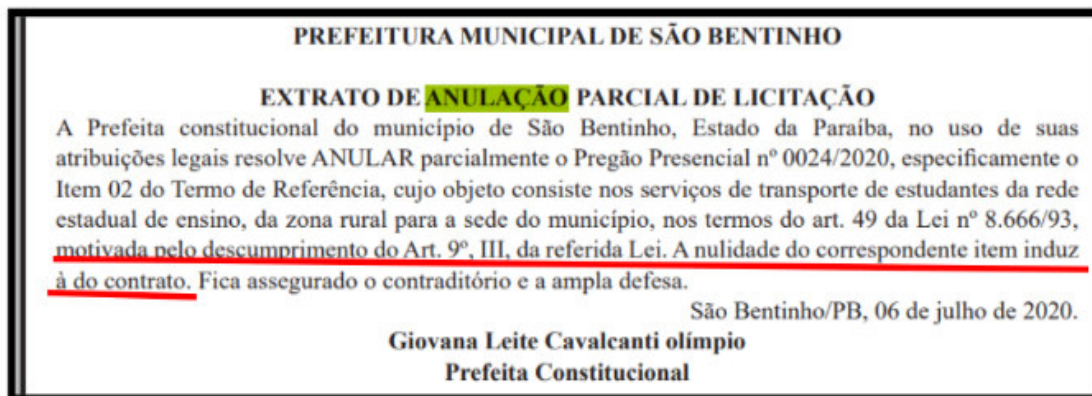 PREFEITURA MUNICIPAL DE SÃO BENTINHO
EXTRATO DE ANULAÇÃO PARCIAL DE LICITAÇÃO
A Prefeita constitucional do município de São Bentinho, Estado da Paraíba, no uso de suas
atribuições legais resolve ANULAR parcialmente o Pregão Presencial nº 0024/2020, especificamente o
Item 02 do Termo de Referência, cujo objeto consiste nos serviços de transporte de estudantes da rede
estadual de ensino, da zona rural para a sede do município, nos termos do art. 49 da Lei nº 8.666/93,
motivada pelo descumprimento do Art. 9º, III, da referida Lei. A nulidade do correspondente item induz
à do contrato. Fica assegurado o contraditório e a ampla defesa.
São Bentinho/PB, 06 de julho de 2020.
Giovana Leite Cavalcanti olímpio
Prefeita Constitucional